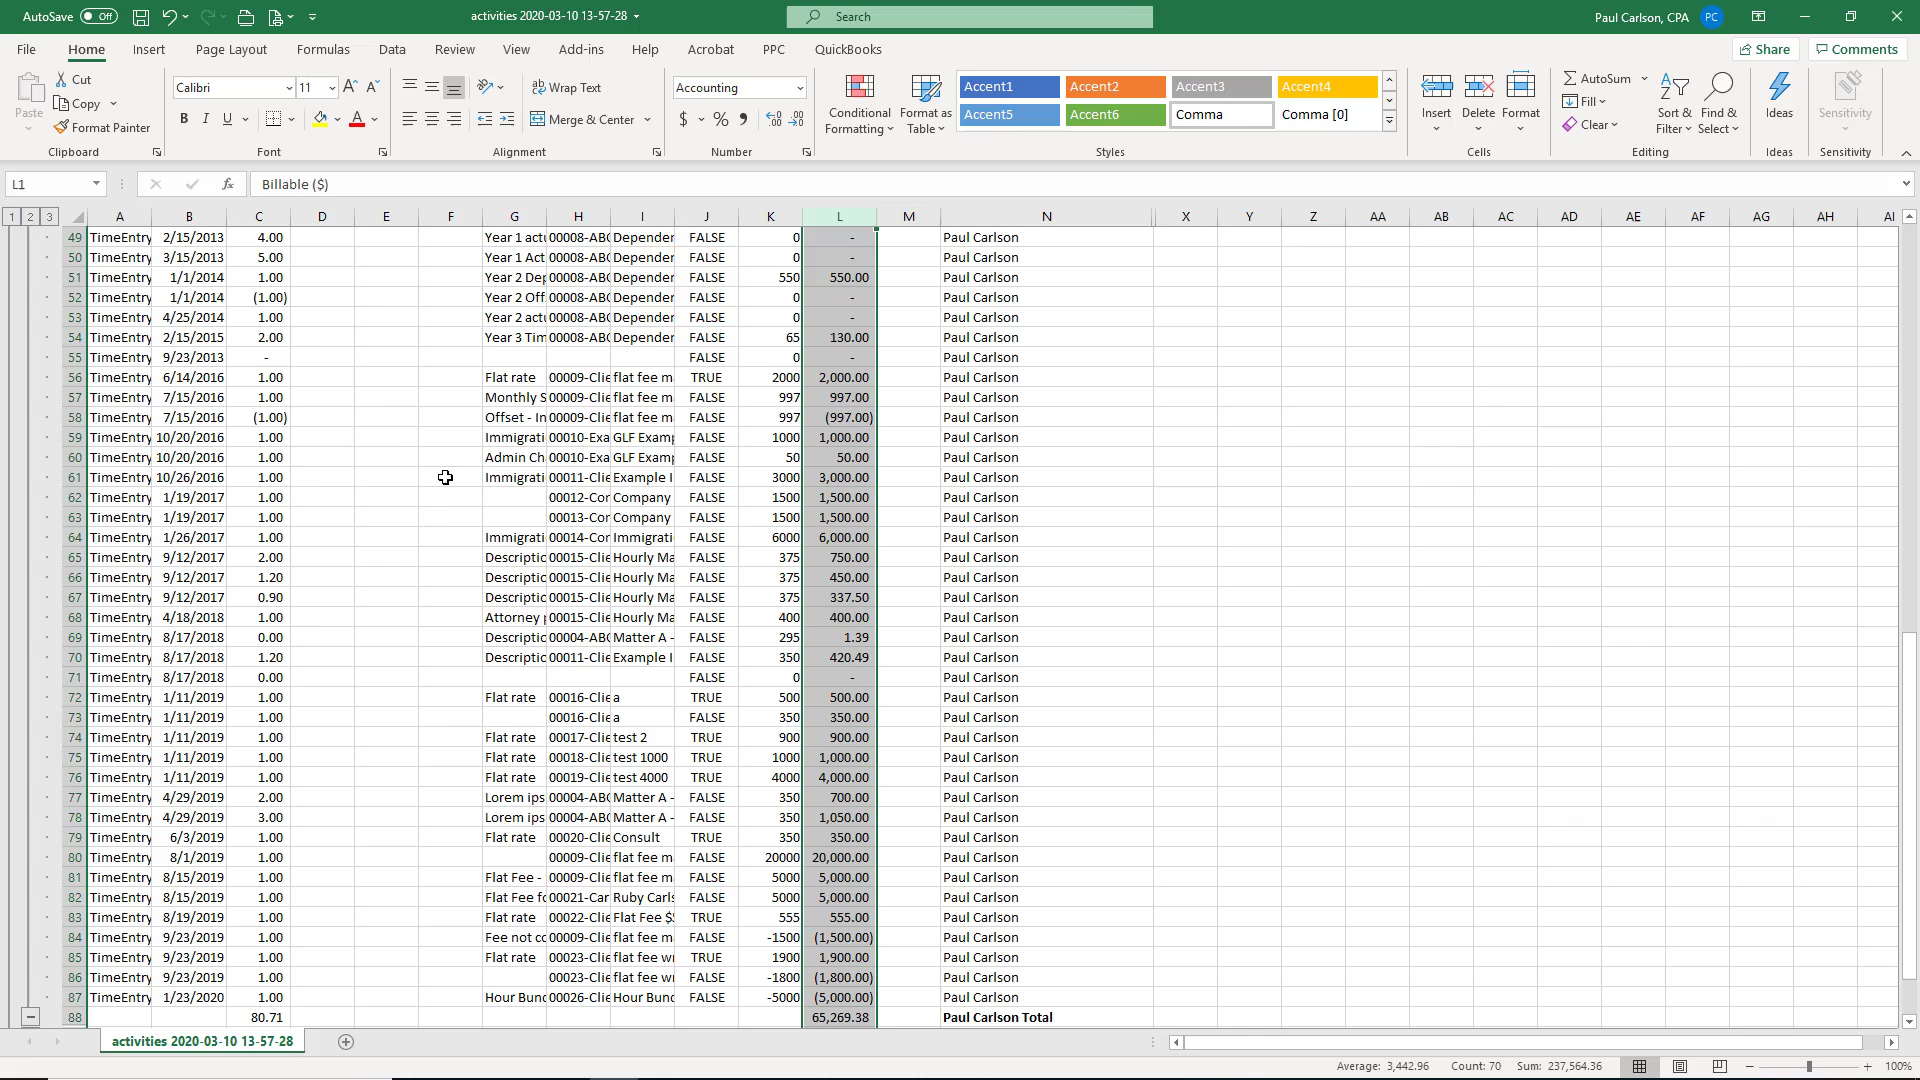 AutoSave Off activities 2020-03-10 13-57-28 Search Paul Carlson, CPA PC
File Home Insert Page Layout Formulas Data Review View Add-ins Help Acrobat PPC QuickBooks Share Comments
Paste Cut Copy Format Painter Clipboard
Calibri 11 A A B I U A Font
Wrap Text Merge & Center Alignment
Accounting $ % Number
Conditional Formatting Format as Table Accent1 Accent2 Accent3 Accent4 Accent5 Accent6 Comma Comma [0] Styles
Insert Delete Format Cells
AutoSum Fill Clear Sort & Filter Find & Select Editing
Ideas Ideas Sensitivity Sensitivity
L1 fx Billable ($)
1 2 3 A B C D E F G H I J K L M N X Y Z AA AB AC AD AE AF AG AH AI
49 TimeEntry 2/15/2013 4.00 Year 1 actu 00008-ABC Depender FALSE 0 - Paul Carlson
50 TimeEntry 3/15/2013 5.00 Year 1 Act 00008-ABC Depender FALSE 0 - Paul Carlson
51 TimeEntry 1/1/2014 1.00 Year 2 Dep 00008-ABC Depender FALSE 550 550.00 Paul Carlson
52 TimeEntry 1/1/2014 (1.00) Year 2 Off 00008-ABC Depender FALSE 0 - Paul Carlson
53 TimeEntry 4/25/2014 1.00 Year 2 actu 00008-ABC Depender FALSE 0 - Paul Carlson
54 TimeEntry 2/15/2015 2.00 Year 3 Tim 00008-ABC Depender FALSE 65 130.00 Paul Carlson
55 TimeEntry 9/23/2013 - FALSE 0 - Paul Carlson
56 TimeEntry 6/14/2016 1.00 Flat rate 00009-Clie flat fee m TRUE 2000 2,000.00 Paul Carlson
57 TimeEntry 7/15/2016 1.00 Monthly S 00009-Clie flat fee m FALSE 997 997.00 Paul Carlson
58 TimeEntry 7/15/2016 (1.00) Offset - In 00009-Clie flat fee m FALSE 997 (997.00) Paul Carlson
59 TimeEntry 10/20/2016 1.00 Immigrati 00010-Exa GLF Examp FALSE 1000 1,000.00 Paul Carlson
60 TimeEntry 10/20/2016 1.00 Admin Ch 00010-Exa GLF Examp FALSE 50 50.00 Paul Carlson
61 TimeEntry 10/26/2016 1.00 Immigrati 00011-Clie Example I FALSE 3000 3,000.00 Paul Carlson
62 TimeEntry 1/19/2017 1.00 00012-Cor Company FALSE 1500 1,500.00 Paul Carlson
63 TimeEntry 1/19/2017 1.00 00013-Cor Company FALSE 1500 1,500.00 Paul Carlson
64 TimeEntry 1/26/2017 1.00 Immigrati 00014-Cor Immigrati FALSE 6000 6,000.00 Paul Carlson
65 TimeEntry 9/12/2017 2.00 Descriptic 00015-Clie Hourly Ma FALSE 375 750.00 Paul Carlson
66 TimeEntry 9/12/2017 1.20 Descriptic 00015-Clie Hourly Ma FALSE 375 450.00 Paul Carlson
67 TimeEntry 9/12/2017 0.90 Descriptic 00015-Clie Hourly Ma FALSE 375 337.50 Paul Carlson
68 TimeEntry 4/18/2018 1.00 Attorney 00015-Clie Hourly Ma FALSE 400 400.00 Paul Carlson
69 TimeEntry 8/17/2018 0.00 Descriptic 00004-ABC Matter A - FALSE 295 1.39 Paul Carlson
70 TimeEntry 8/17/2018 1.20 Descriptic 00011-Clie Example I FALSE 350 420.49 Paul Carlson
71 TimeEntry 8/17/2018 0.00 FALSE 0 - Paul Carlson
72 TimeEntry 1/11/2019 1.00 Flat rate 00016-Clie a TRUE 500 500.00 Paul Carlson
73 TimeEntry 1/11/2019 1.00 00016-Clie a FALSE 350 350.00 Paul Carlson
74 TimeEntry 1/11/2019 1.00 Flat rate 00017-Clie test 2 TRUE 900 900.00 Paul Carlson
75 TimeEntry 1/11/2019 1.00 Flat rate 00018-Clie test 1000 TRUE 1000 1,000.00 Paul Carlson
76 TimeEntry 1/11/2019 1.00 Flat rate 00019-Clie test 4000 TRUE 4000 4,000.00 Paul Carlson
77 TimeEntry 4/29/2019 2.00 Lorem ips 00004-ABC Matter A - FALSE 350 700.00 Paul Carlson
78 TimeEntry 4/29/2019 3.00 Lorem ips 00004-ABC Matter A - FALSE 350 1,050.00 Paul Carlson
79 TimeEntry 6/3/2019 1.00 Flat rate 00020-Clie Consult TRUE 350 350.00 Paul Carlson
80 TimeEntry 8/1/2019 1.00 00009-Clie flat fee m FALSE 20000 20,000.00 Paul Carlson
81 TimeEntry 8/15/2019 1.00 Flat Fee - 00009-Clie flat fee m FALSE 5000 5,000.00 Paul Carlson
82 TimeEntry 8/15/2019 1.00 Flat Fee fo 00021-Car Ruby Carls FALSE 5000 5,000.00 Paul Carlson
83 TimeEntry 8/19/2019 1.00 Flat rate 00022-Clie Flat Fee $ TRUE 555 555.00 Paul Carlson
84 TimeEntry 9/23/2019 1.00 Fee not co 00009-Clie flat fee m FALSE -1500 (1,500.00) Paul Carlson
85 TimeEntry 9/23/2019 1.00 Flat rate 00023-Clie flat fee wr TRUE 1900 1,900.00 Paul Carlson
86 TimeEntry 9/23/2019 1.00 00023-Clie flat fee wr FALSE -1800 (1,800.00) Paul Carlson
87 TimeEntry 1/23/2020 1.00 Hour Bunc 00026-Clie Hour Bunc FALSE -5000 (5,000.00) Paul Carlson
88 80.71 65,269.38 Paul Carlson Total
activities 2020-03-10 13-57-28
Average: 3,442.96 Count: 70 Sum: 237,564.36 100%